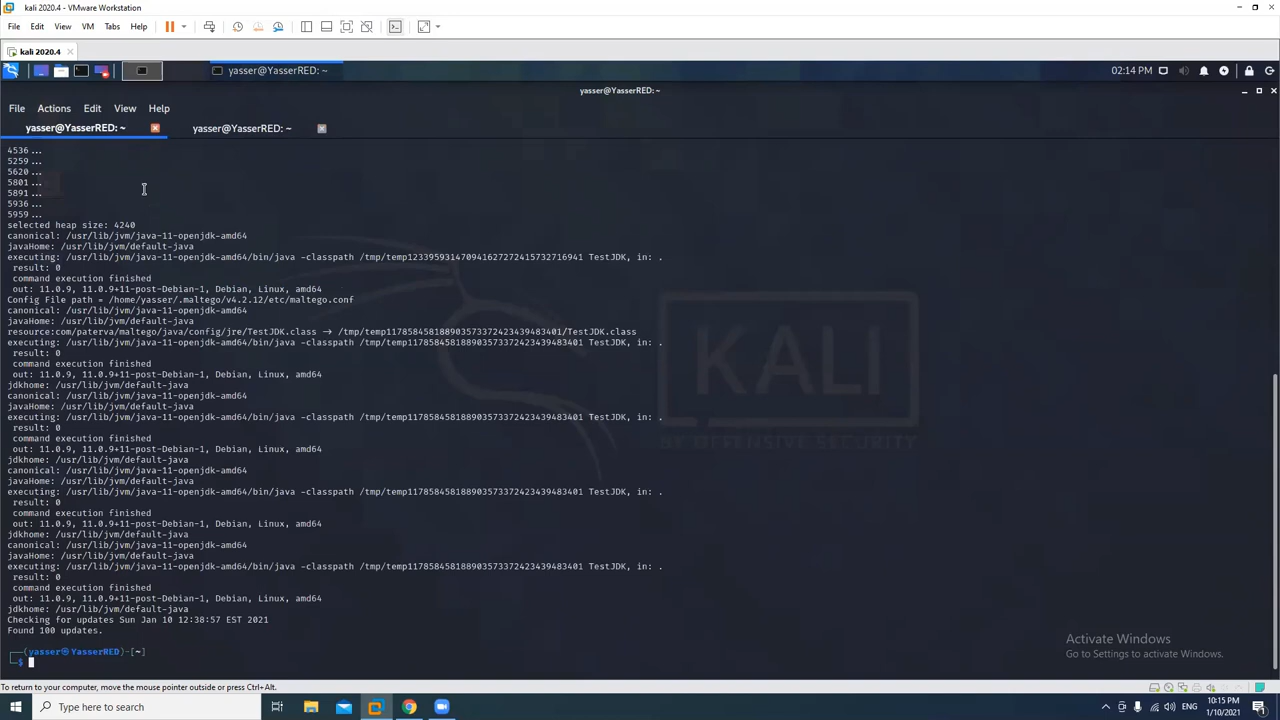 kali 2020.4 - VMware Workstation
File Edit View VM Tabs Help
kali 2020.4
yasser@YasserRED: ~ 02:14 PM
yasser@YasserRED: ~
File Actions Edit View Help
yasser@YasserRED: ~ yasser@YasserRED: ~
4536...
5259...
5620...
5801...
5891...
5936...
5959...
selected heap size: 4240
canonical: /usr/lib/jvm/java-11-openjdk-amd64
javaHome: /usr/lib/jvm/default-java
executing: /usr/lib/jvm/java-11-openjdk-amd64/bin/java -classpath /tmp/temp12339593147094162727241573271​6941 TestJDK, in: .
result: 0
command execution finished
out: 11.0.9, 11.0.9+11-post-Debian-1, Debian, Linux, amd64
Config File path = /home/yasser/.maltego/v4.2.12/etc/maltego.conf
canonical: /usr/lib/jvm/java-11-openjdk-amd64
javaHome: /usr/lib/jvm/default-java
resource:com/paterva/maltego/java/config/jre/TestJDK.class → /tmp/temp1178584581889035733724234394​83401/TestJDK.class
executing: /usr/lib/jvm/java-11-openjdk-amd64/bin/java -classpath /tmp/temp117858458188903573372423439483401 TestJDK, in: .
result: 0
command execution finished
out: 11.0.9, 11.0.9+11-post-Debian-1, Debian, Linux, amd64
jdkhome: /usr/lib/jvm/default-java
canonical: /usr/lib/jvm/java-11-openjdk-amd64
javaHome: /usr/lib/jvm/default-java
executing: /usr/lib/jvm/java-11-openjdk-amd64/bin/java -classpath /tmp/temp117858458188903573372423439483401 TestJDK, in: .
result: 0
command execution finished
out: 11.0.9, 11.0.9+11-post-Debian-1, Debian, Linux, amd64
jdkhome: /usr/lib/jvm/default-java
canonical: /usr/lib/jvm/java-11-openjdk-amd64
javaHome: /usr/lib/jvm/default-java
executing: /usr/lib/jvm/java-11-openjdk-amd64/bin/java -classpath /tmp/temp117858458188903573372423439483401 TestJDK, in: .
result: 0
command execution finished
out: 11.0.9, 11.0.9+11-post-Debian-1, Debian, Linux, amd64
jdkhome: /usr/lib/jvm/default-java
canonical: /usr/lib/jvm/java-11-openjdk-amd64
javaHome: /usr/lib/jvm/default-java
executing: /usr/lib/jvm/java-11-openjdk-amd64/bin/java -classpath /tmp/temp117858458188903573372423439483401 TestJDK, in: .
result: 0
command execution finished
out: 11.0.9, 11.0.9+11-post-Debian-1, Debian, Linux, amd64
jdkhome: /usr/lib/jvm/default-java
Checking for updates Sun Jan 10 12:38:57 EST 2021
Found 100 updates.
┌──(yasser㉿YasserRED)-[~]
└─$
KALI
BY OFFENSIVE SECURITY
Activate Windows
Go to Settings to activate Windows.
To return to your computer, move the mouse pointer outside or press Ctrl+Alt.
Type here to search
ENG
10:15 PM
1/10/2021